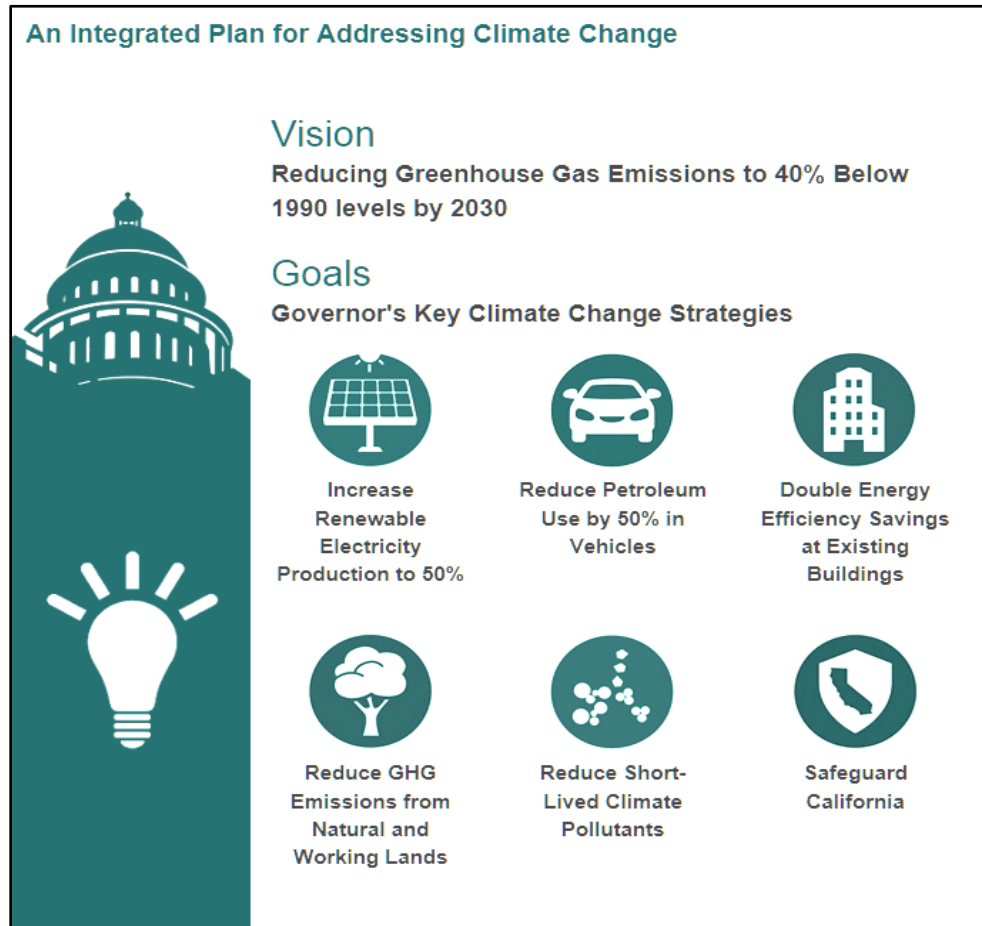 An Integrated Plan for Addressing Climate Change
Vision
Reducing Greenhouse Gas Emissions to 40% Below
1990 levels by 2030
Goals
Governor's Key Climate Change Strategies
Increase
Renewable
Electricity
Production to 50%
Reduce Petroleum
Use by 50% in
Vehicles
Double Energy
Efficiency Savings
at Existing
Buildings
Reduce GHG
Emissions from
Natural and
Working Lands
Reduce Short-
Lived Climate
Pollutants
Safeguard
California